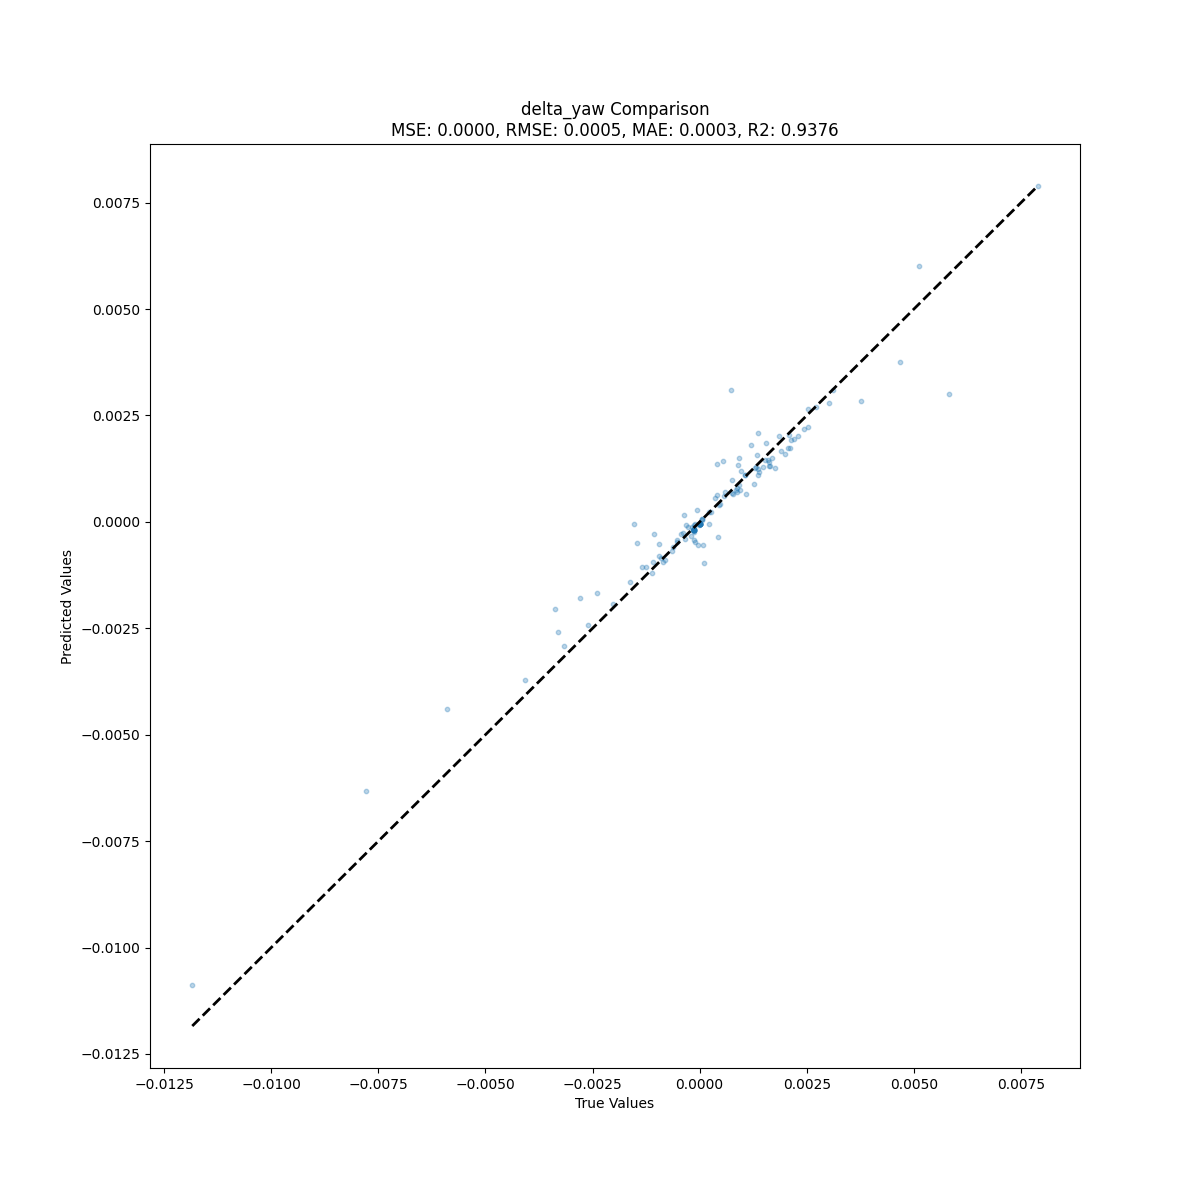 delta_yaw Comparison
MSE: 0.0000, RMSE: 0.0005, MAE: 0.0003, R2: 0.9376
Predicted Values
0.0075
0.0050
0.0025
0.0000
−0.0025
−0.0050
−0.0075
−0.0100
−0.0125
−0.0125 −0.0100 −0.0075 −0.0050 −0.0025 0.0000 0.0025 0.0050 0.0075
True Values